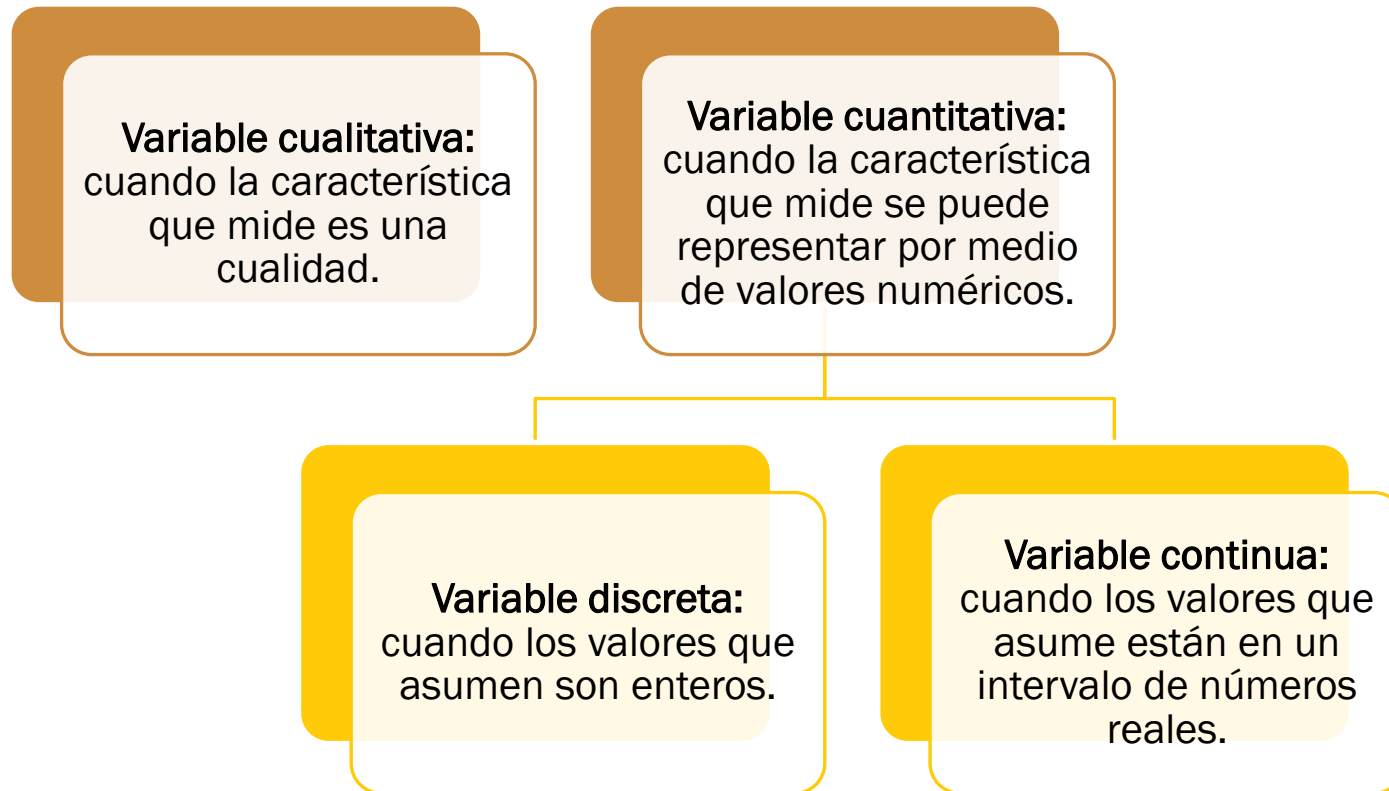 Variable cualitativa:
cuando la característica
que mide es una
cualidad.
Variable cuantitativa:
cuando la característica
que mide se puede
representar por medio
de valores numéricos.
Variable discreta:
cuando los valores que
asumen son enteros.
Variable continua:
cuando los valores que
asume están en un
intervalo de números
reales.